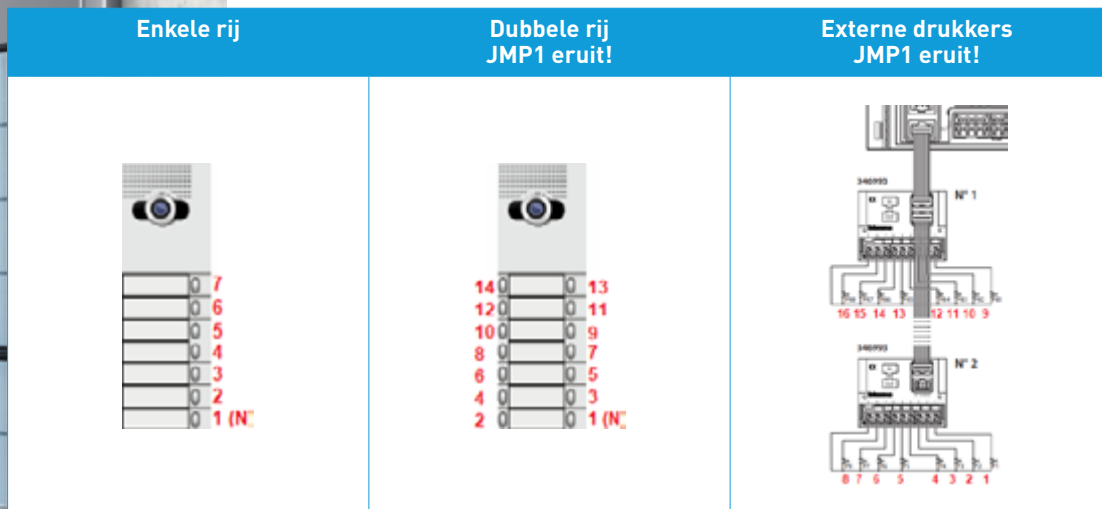 Enkele rij
Dubbele rij
JMP1 eruit!
Externe drukkers
JMP1 eruit!
7
6
5
4
3
2
1 (N
14 13
12 11
10 9
8 7
6 5
4 3
2 1 (N
346993
N° 1
16 15 14 13 12 11 10 9
346993
N° 2
8 7 6 5 4 3 2 1